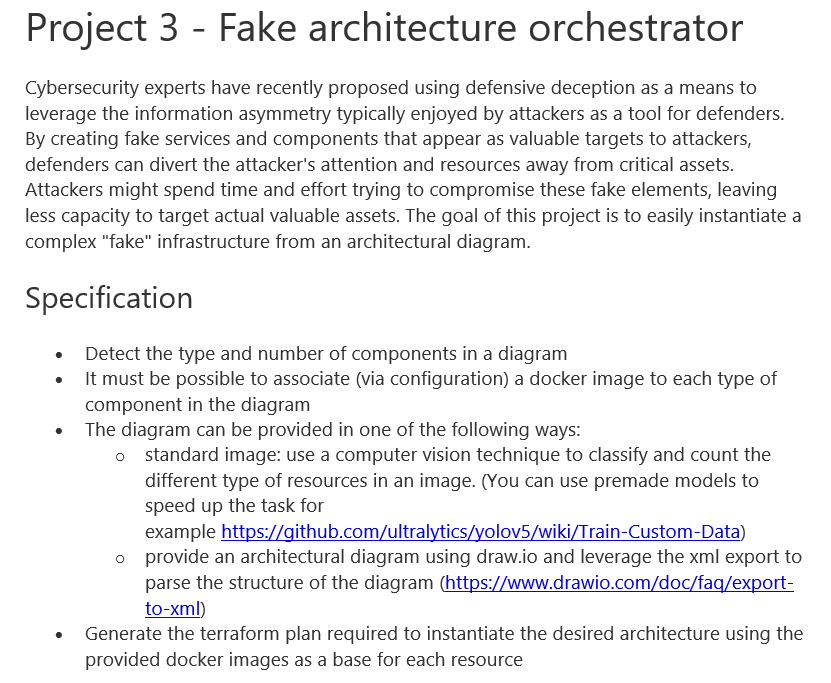 Project 3 - Fake architecture orchestrator
Cybersecurity experts have recently proposed using defensive deception as a means to
leverage the information asymmetry typically enjoyed by attackers as a tool for defenders.
By creating fake services and components that appear as valuable targets to attackers,
defenders can divert the attacker's attention and resources away from critical assets.
Attackers might spend time and effort trying to compromise these fake elements, leaving
less capacity to target actual valuable assets. The goal of this project is to easily instantiate a
complex "fake" infrastructure from an architectural diagram.
Specification
• Detect the type and number of components in a diagram
• It must be possible to associate (via configuration) a docker image to each type of
component in the diagram
• The diagram can be provided in one of the following ways:
o standard image: use a computer vision technique to classify and count the
different type of resources in an image. (You can use premade models to
speed up the task for
example https://github.com/ultralytics/yolov5/wiki/Train-Custom-Data)
o provide an architectural diagram using draw.io and leverage the xml export to
parse the structure of the diagram (https://www.drawio.com/doc/faq/export-
to-xml)
• Generate the terraform plan required to instantiate the desired architecture using the
provided docker images as a base for each resource